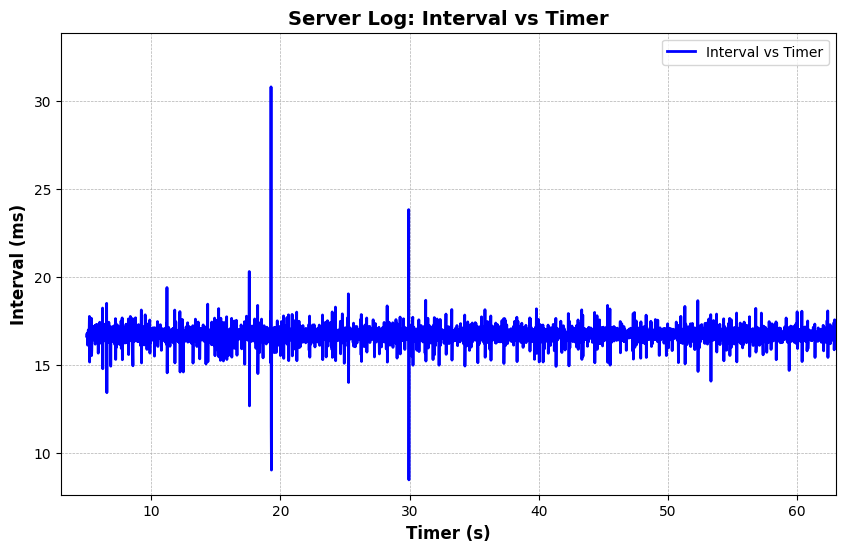 Server Log: Interval vs Timer
Interval vs Timer
30
25
20
15
10
Interval (ms)
10 20 30 40 50 60
Timer (s)